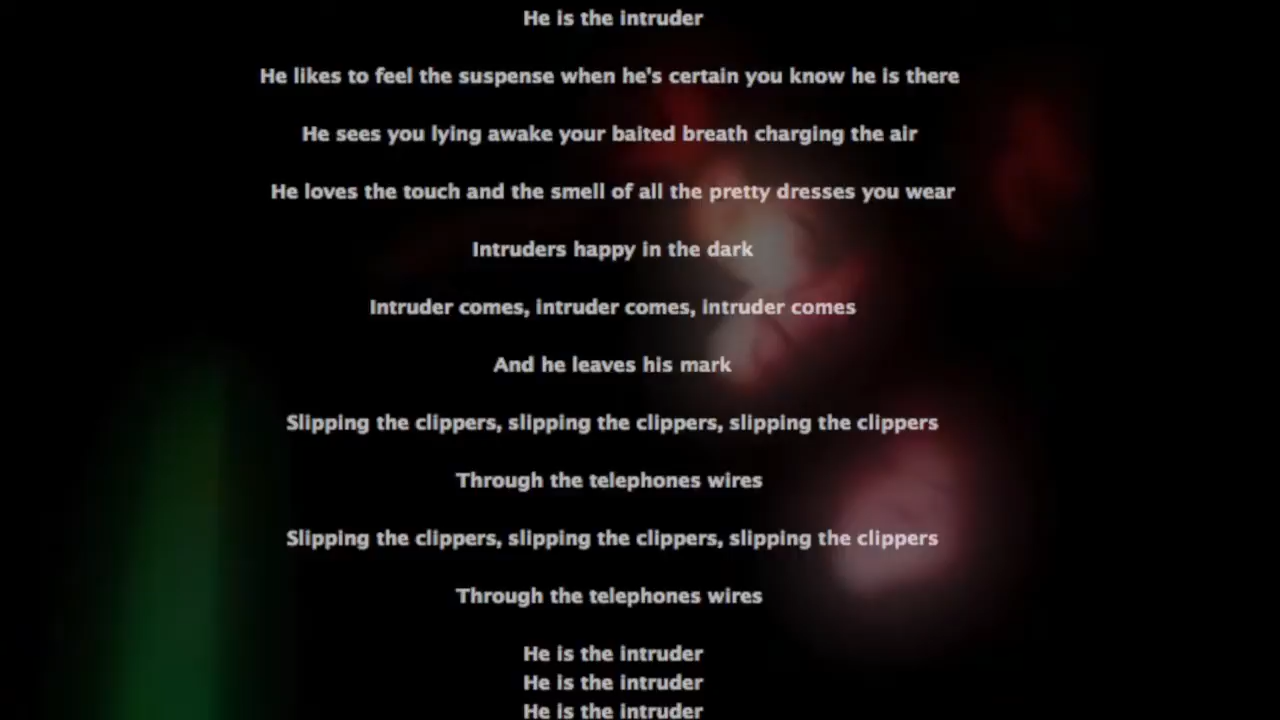 He is the intruder
He likes to feel the suspense when he's certain you know he is there
He sees you lying awake your baited breath charging the air
He loves the touch and the smell of all the pretty dresses you wear
Intruders happy in the dark
Intruder comes, intruder comes, intruder comes
And he leaves his mark
Slipping the clippers, slipping the clippers, slipping the clippers
Through the telephones wires
Slipping the clippers, slipping the clippers, slipping the clippers
Through the telephones wires
He is the intruder
He is the intruder
He is the intruder